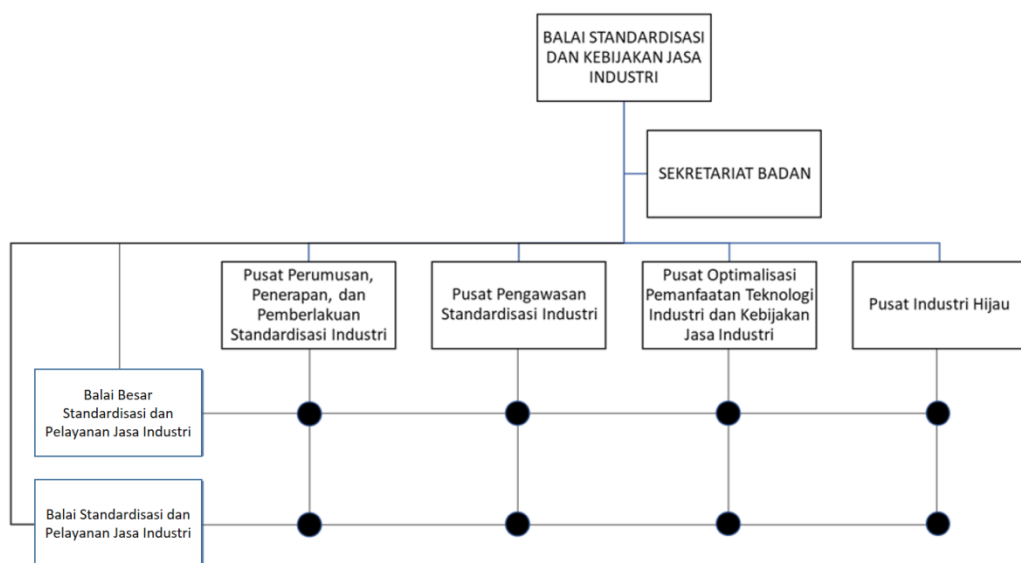 BALAI STANDARDISASI
DAN KEBIJAKAN JASA
INDUSTRI
SEKRETARIAT BADAN
Pusat Perumusan,
Penerapan, dan
Pemberlakuan
Standardisasi Industri
Pusat Pengawasan
Standardisasi Industri
Pusat Optimalisasi
Pemanfaatan Teknologi
Industri dan Kebijakan
Jasa Industri
Pusat Industri Hijau
Balai Besar
Standardisasi dan
Pelayanan Jasa Industri
Balai Standardisasi dan
Pelayanan Jasa Industri